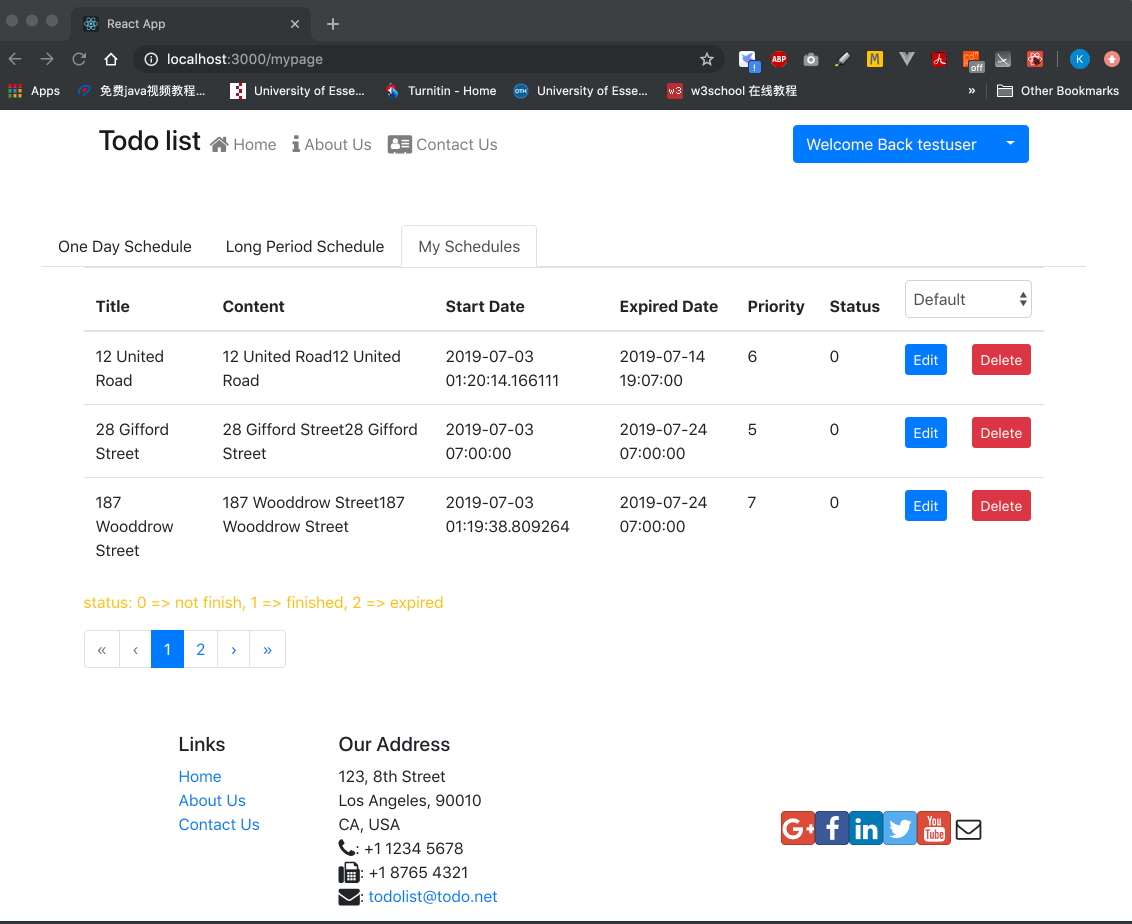 React App
localhost:3000/mypage
ABP
M
off
K
!
Apps
免费java视频教程...
University of Esse...
Turnitin - Home
OTH
University of Esse...
w3
w3school 在线教程
»
Other Bookmarks
Todo list
Home
About Us
Contact Us
Welcome Back testuser
One Day Schedule
Long Period Schedule
My Schedules
Title Content Start Date Expired Date Priority Status Default
12 United 12 United Road12 United 2019-07-03 2019-07-14 6 0 Edit Delete
Road Road 01:20:14.166111 19:07:00
28 Gifford 28 Gifford Street28 Gifford 2019-07-03 2019-07-24 5 0 Edit Delete
Street Street 07:00:00 07:00:00
187 187 Wooddrow Street187 2019-07-03 2019-07-24 7 0 Edit Delete
Wooddrow Wooddrow Street 01:19:38.809264 07:00:00
Street
status: 0 => not finish, 1 => finished, 2 => expired
« ‹ 1 2 › »
Links
Home
About Us
Contact Us
Our Address
123, 8th Street
Los Angeles, 90010
CA, USA
: +1 1234 5678
: +1 8765 4321
: todolist@todo.net
G+
f
in
You
Tube